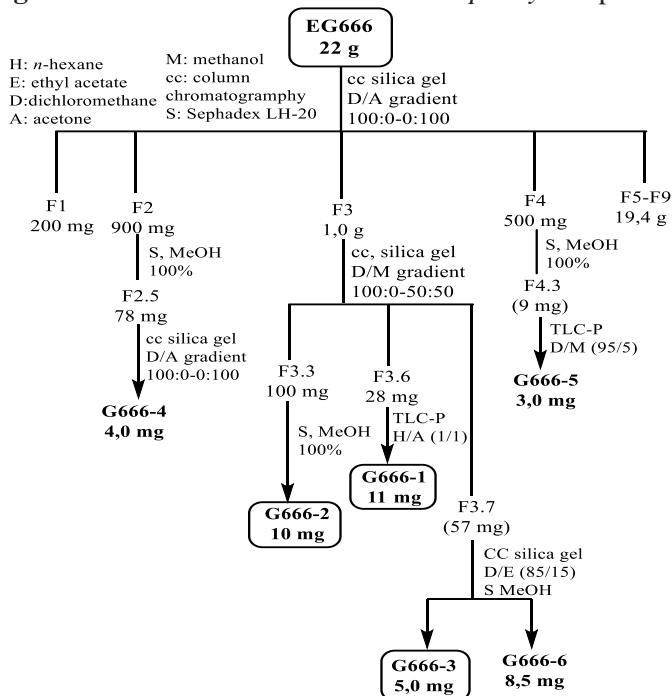 EG666
22 g
H: n-hexane
E: ethyl acetate
D:dichloromethane
A: acetone
M: methanol
cc: column
chromatogramphy
S: Sephadex LH-20
cc silica gel
D/A gradient
100:0-0:100
F1
200 mg
F2
900 mg
F3
1,0 g
F4
500 mg
F5-F9
19,4 g
S, MeOH
100%
F2.5
78 mg
cc silica gel
D/A gradient
100:0-0:100
G666-4
4,0 mg
cc, silica gel
D/M gradient
100:0-50:50
S, MeOH
100%
F4.3
(9 mg)
TLC-P
D/M (95/5)
G666-5
3,0 mg
F3.3
100 mg
S, MeOH
100%
G666-2
10 mg
F3.6
28 mg
TLC-P
H/A (1/1)
G666-1
11 mg
F3.7
(57 mg)
CC silica gel
D/E (85/15)
S MeOH
G666-3
5,0 mg
G666-6
8,5 mg